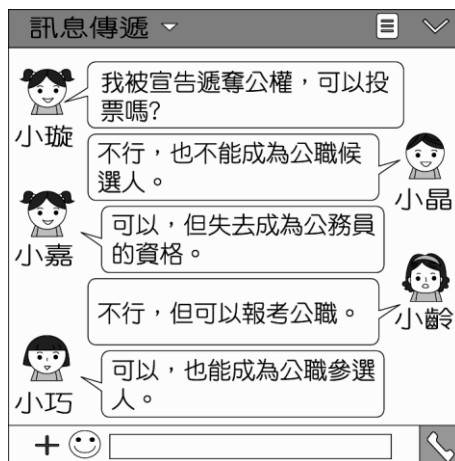 訊息傳遞
我被宣告遞奪公權，可以投
票嗎?
小璇
不行，也不能成為公職候
選人。
小晶
可以，但失去成為公務員
的資格。
小嘉
不行，但可以報考公職。
小齡
可以，也能成為公職參選
人。
小巧